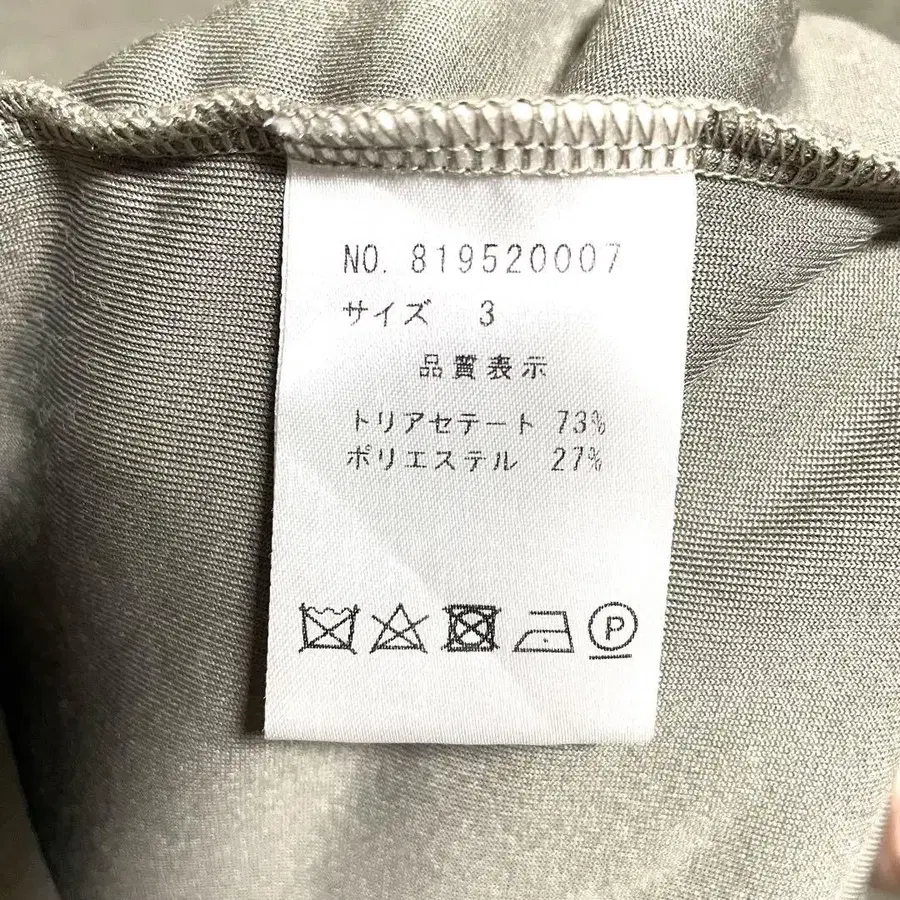 NO. 819520007
サイズ 3
品質表示
トリアセテート 73%
ポリエステル 27%
P